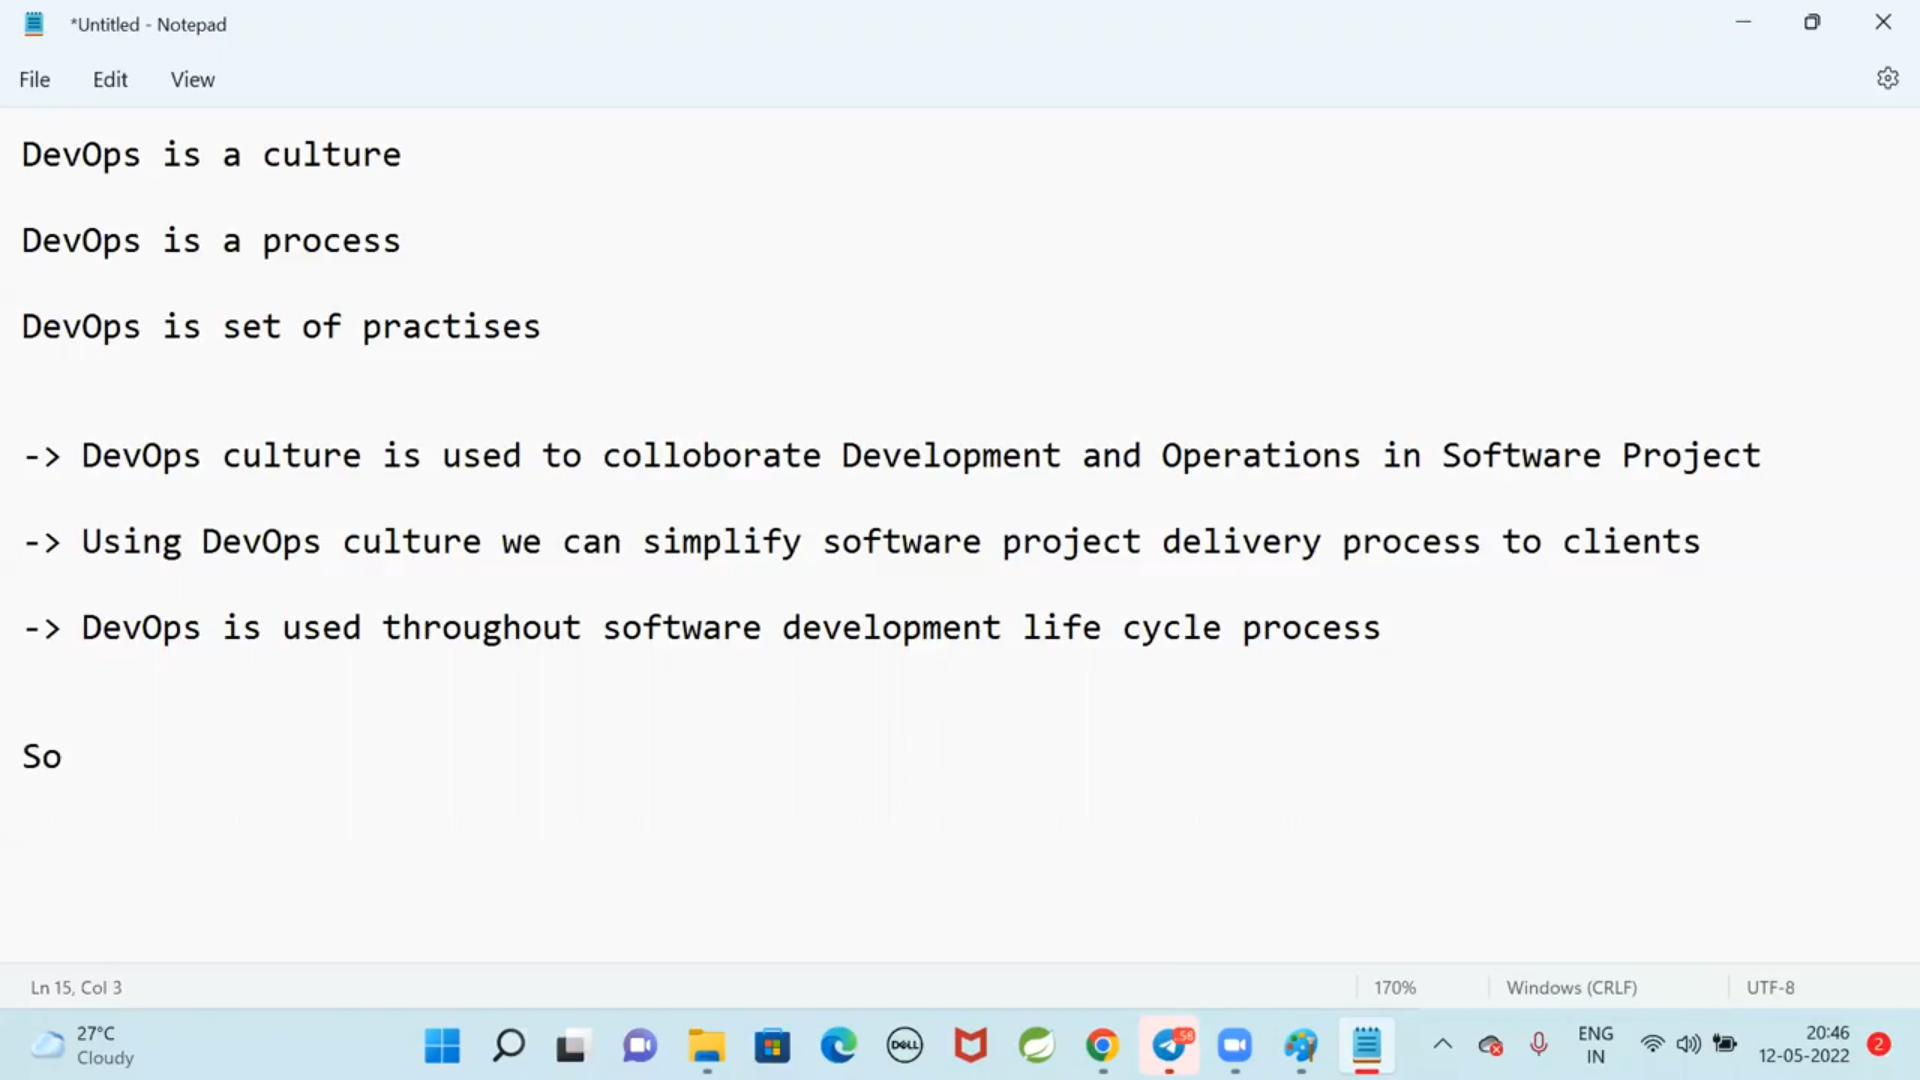 *Untitled - Notepad
File Edit View
DevOps is a culture
DevOps is a process
DevOps is set of practises
-> DevOps culture is used to colloborate Development and Operations in Software Project
-> Using DevOps culture we can simplify software project delivery process to clients
-> DevOps is used throughout software development life cycle process
So
Ln 15, Col 3 170% Windows (CRLF) UTF-8
27°C
Cloudy
DELL
58
ENG
IN
20:46
12-05-2022
2